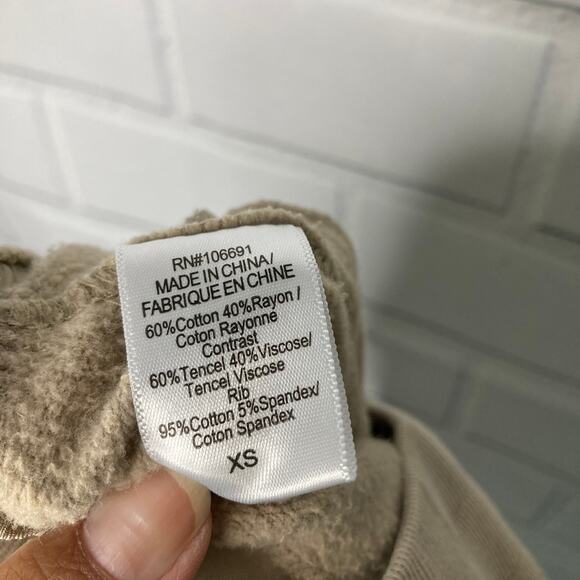 RN#106691
MADE IN CHINA/
FABRIQUE EN CHINE
60%Cotton 40%Rayon /
Coton Rayonne
Contrast
60%Tencel 40%Viscose/
Tencel Viscose
Rib
95%Cotton 5%Spandex/
Coton Spandex
XS